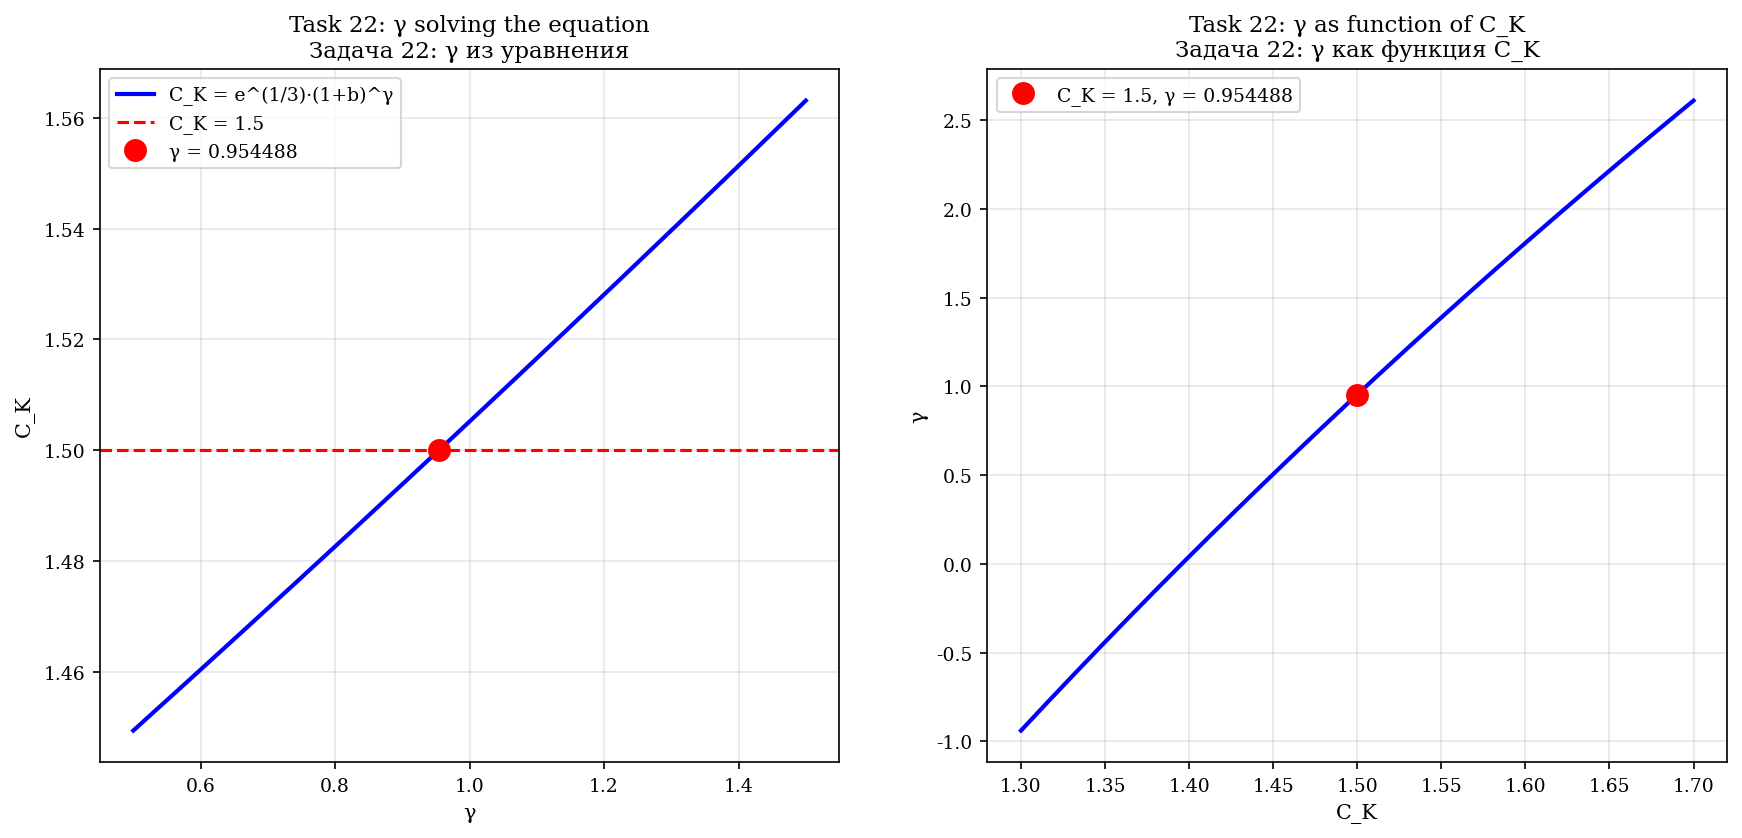 Task 22: γ solving the equation
Задача 22: γ из уравнения
C_K = e^(1/3)·(1+b)^γ
C_K = 1.5
γ = 0.954488
1.56
1.54
1.52
1.50
1.48
1.46
C_K
0.6
0.8
1.0
1.2
1.4
γ
Task 22: γ as function of C_K
Задача 22: γ как функция C_K
C_K = 1.5, γ = 0.954488
2.5
2.0
1.5
1.0
0.5
0.0
-0.5
-1.0
γ
1.30
1.35
1.40
1.45
1.50
1.55
1.60
1.65
1.70
C_K